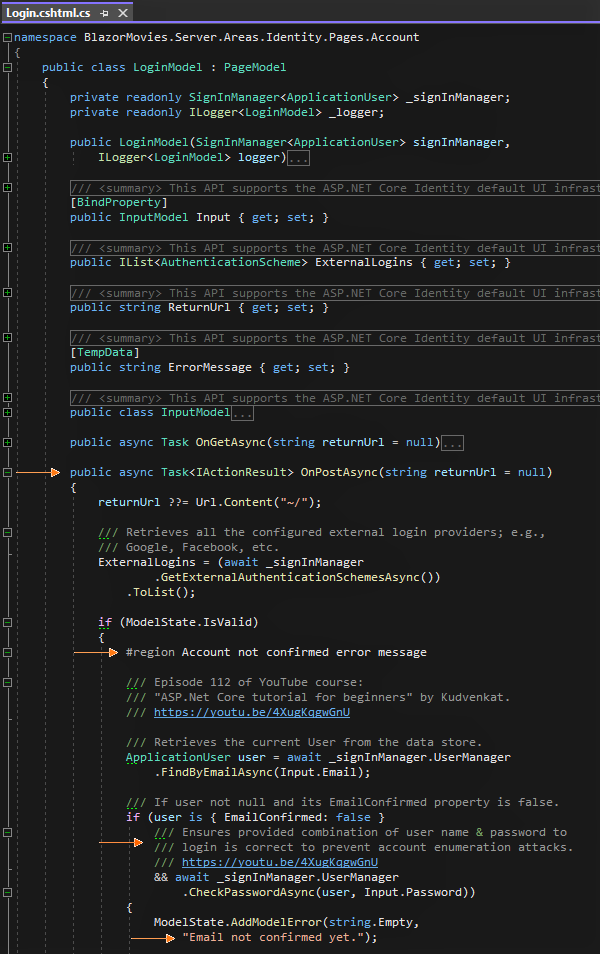 Login.cshtml.cs
namespace BlazorMovies.Server.Areas.Identity.Pages.Account
{
public class LoginModel : PageModel
{
private readonly SignInManager<ApplicationUser> _signInManager;
private readonly ILogger<LoginModel> _logger;
public LoginModel(SignInManager<ApplicationUser> signInManager,
ILogger<LoginModel> logger)...
/// <summary> This API supports the ASP.NET Core Identity default UI infrast
[BindProperty]
public InputModel Input { get; set; }
/// <summary> This API supports the ASP.NET Core Identity default UI infrast
public IList<AuthenticationScheme> ExternalLogins { get; set; }
/// <summary> This API supports the ASP.NET Core Identity default UI infrast
public string ReturnUrl { get; set; }
/// <summary> This API supports the ASP.NET Core Identity default UI infrast
[TempData]
public string ErrorMessage { get; set; }
/// <summary> This API supports the ASP.NET Core Identity default UI infrast
public class InputModel...
public async Task OnGetAsync(string returnUrl = null)...
public async Task<IActionResult> OnPostAsync(string returnUrl = null)
{
returnUrl ??= Url.Content("~/");
/// Retrieves all the configured external login providers; e.g.,
/// Google, Facebook, etc.
ExternalLogins = (await _signInManager
.GetExternalAuthenticationSchemesAsync())
.ToList();
if (ModelState.IsValid)
{
#region Account not confirmed error message
/// Episode 112 of YouTube course:
/// "ASP.Net Core tutorial for beginners" by Kudvenkat.
/// https://youtu.be/4XugKqgwGnU
/// Retrieves the current User from the data store.
ApplicationUser user = await _signInManager.UserManager
.FindByEmailAsync(Input.Email);
/// If user not null and its EmailConfirmed property is false.
if (user is { EmailConfirmed: false }
/// Ensures provided combination of user name & password to
/// login is correct to prevent account enumeration attacks.
/// https://youtu.be/4XugKqgwGnU
&& await _signInManager.UserManager
.CheckPasswordAsync(user, Input.Password))
{
ModelState.AddModelError(string.Empty,
"Email not confirmed yet.");